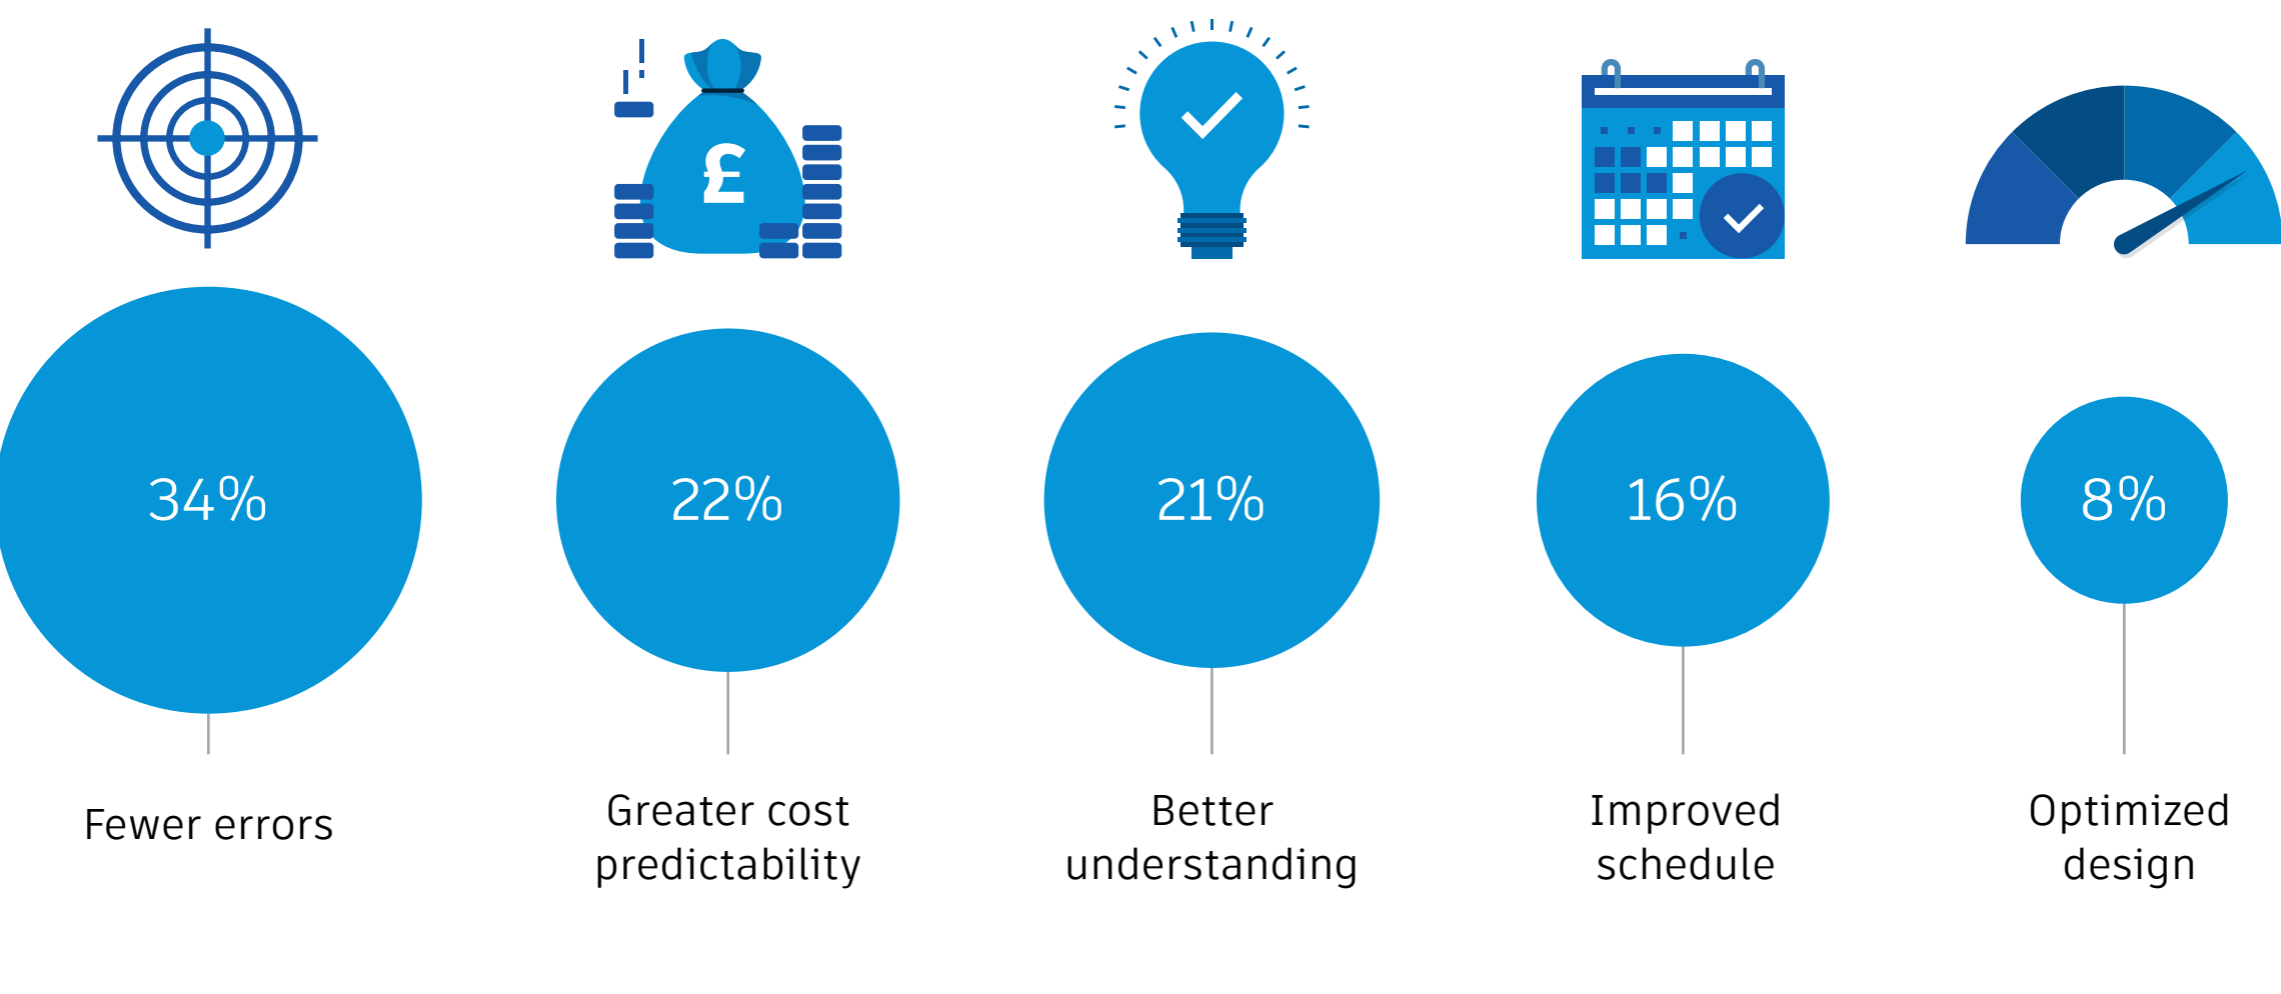 £
34%
22%
21%
16%
8%
Fewer errors
Greater cost
predictability
Better
understanding
Improved
schedule
Optimized
design